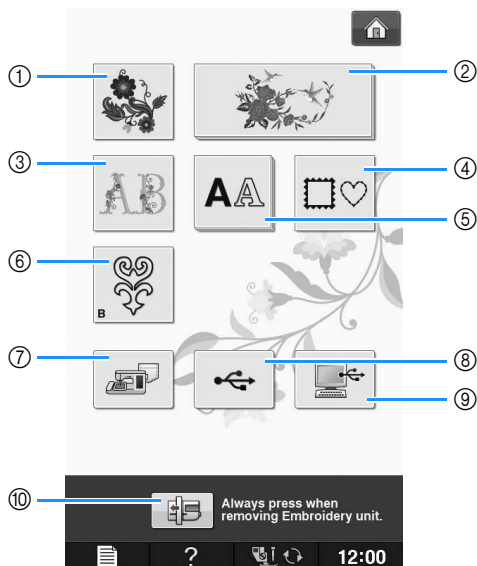 ①
②
③
AB
④
A A
⑤
⑥
B
⑦
⑧
⑨
⑩
Always press when
removing Embroidery unit.
?
12:00